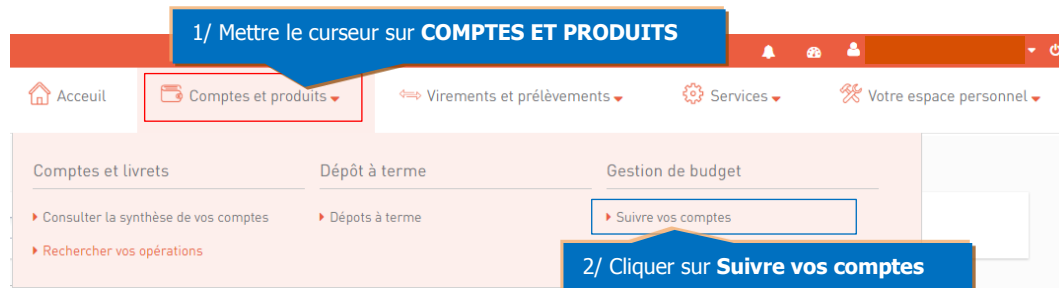 1/ Mettre le curseur sur COMPTES ET PRODUITS
Acceuil Comptes et produits Virements et prélèvements Services Votre espace personnel
Comptes et livrets Dépôt à terme Gestion de budget
Consulter la synthèse de vos comptes Dépots à terme Suivre vos comptes
Rechercher vos opérations
2/ Cliquer sur Suivre vos comptes